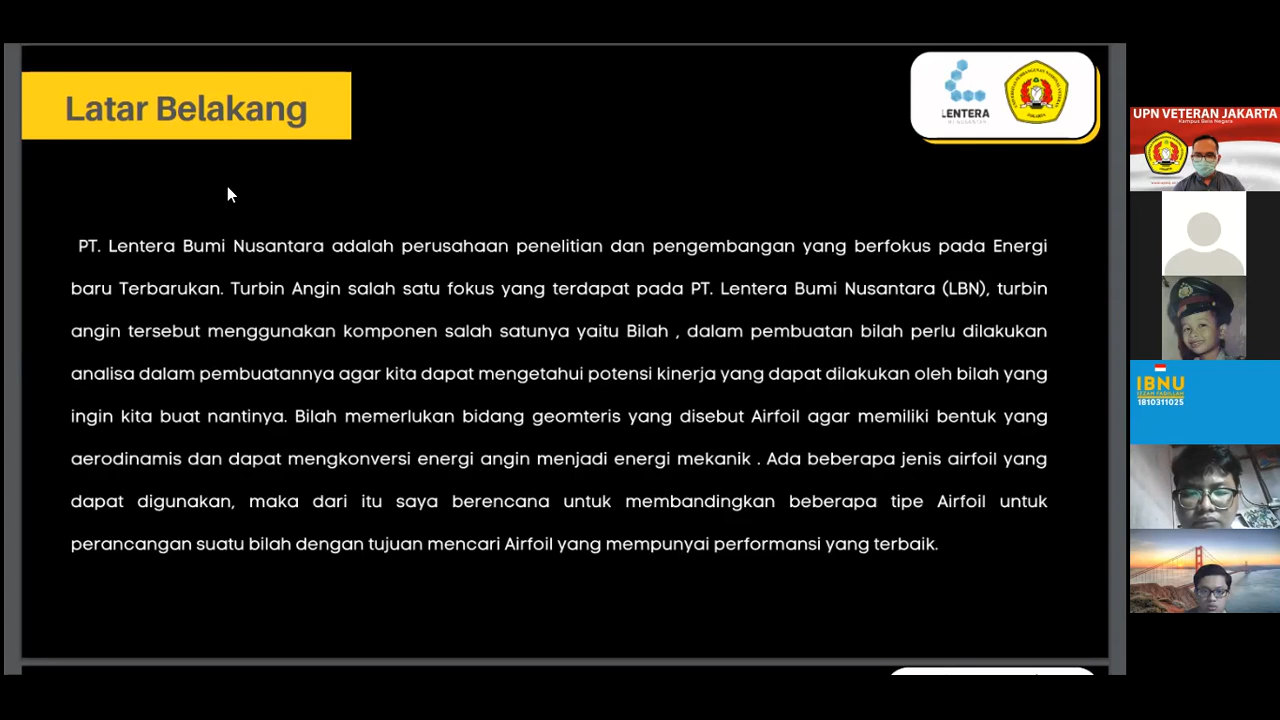 Latar Belakang
LENTERA
UPN VETERAN JAKARTA
Kampus Bela Negara
PT. Lentera Bumi Nusantara adalah perusahaan penelitian dan pengembangan yang berfokus pada Energi
baru Terbarukan. Turbin Angin salah satu fokus yang terdapat pada PT. Lentera Bumi Nusantara (LBN), turbin
angin tersebut menggunakan komponen salah satunya yaitu Bilah , dalam pembuatan bilah perlu dilakukan
analisa dalam pembuatannya agar kita dapat mengetahui potensi kinerja yang dapat dilakukan oleh bilah yang
ingin kita buat nantinya. Bilah memerlukan bidang geomteris yang disebut Airfoil agar memiliki bentuk yang
aerodinamis dan dapat mengkonversi energi angin menjadi energi mekanik . Ada beberapa jenis airfoil yang
dapat digunakan, maka dari itu saya berencana untuk membandingkan beberapa tipe Airfoil untuk
perancangan suatu bilah dengan tujuan mencari Airfoil yang mempunyai performansi yang terbaik.
IBNU
1810311025